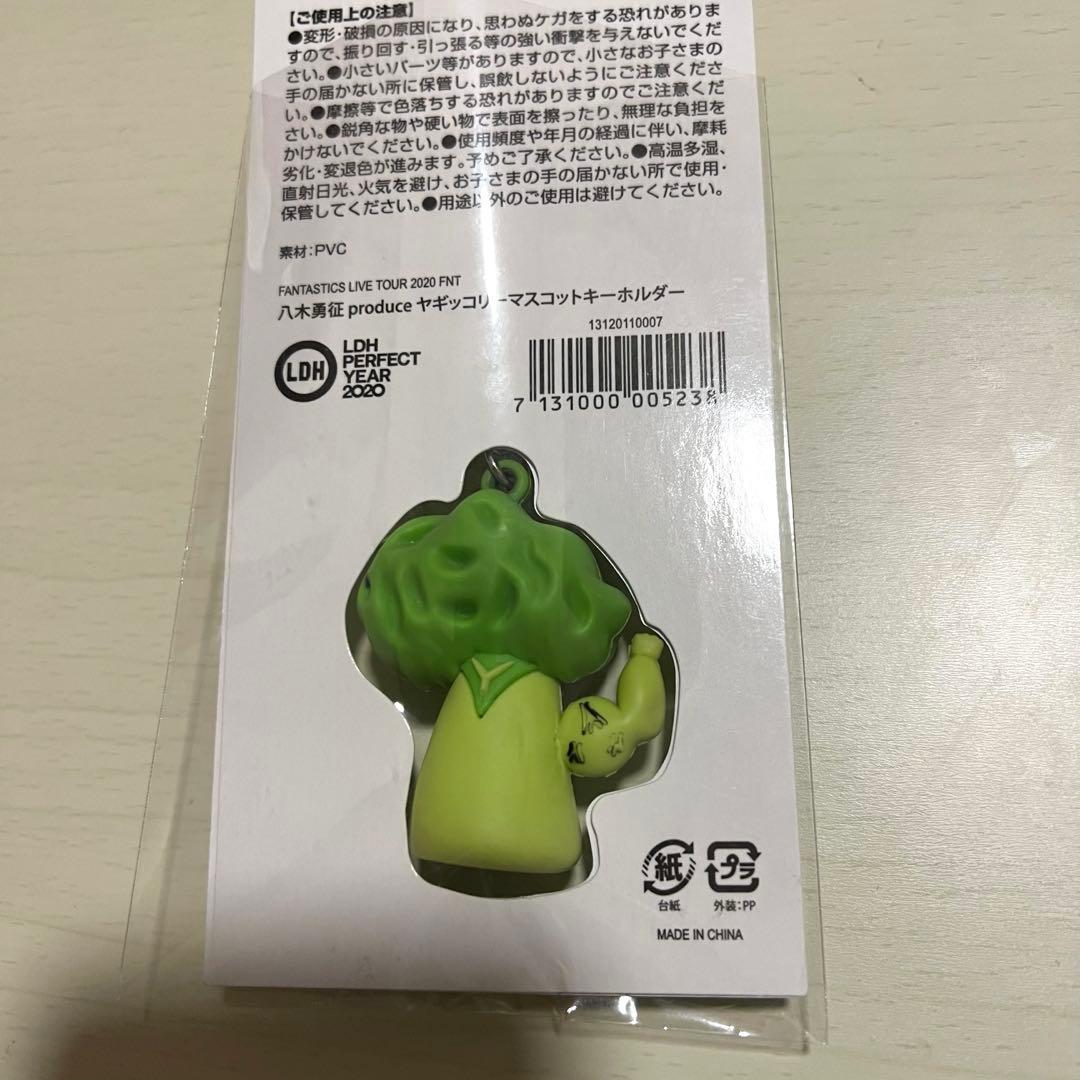 【ご使用上の注意】
●変形・破損の原因になり、思わぬケガをする恐れがありま
すので、振り回す・引っ張る等の強い衝撃を与えないでくだ
さい。●小さいパーツ等がありますので、小さなお子さまの
手の届かない所に保管し、誤飲しないようにご注意くださ
い。●摩擦等で色落ちする恐れがありますのでご注意くだ
さい。●鋭角な物や硬い物で表面を擦ったり、無理な負担を
かけないでください。●使用頻度や年月の経過に伴い、摩耗
劣化・変退色が進みます。予めご了承ください。●高温多湿、
直射日光、火気を避け、お子さまの手の届かない所で使用・
保管してください。●用途以外のご使用は避けてください。
素材:PVC
FANTASTICS LIVE TOUR 2020 FNT
八木勇征 produce ヤギッコリーマスコットキーホルダー
13120110007
LDH
LDH
PERFECT
YEAR
2020
7 131000 005238
紙
プラ
台紙
外装:PP
MADE IN CHINA